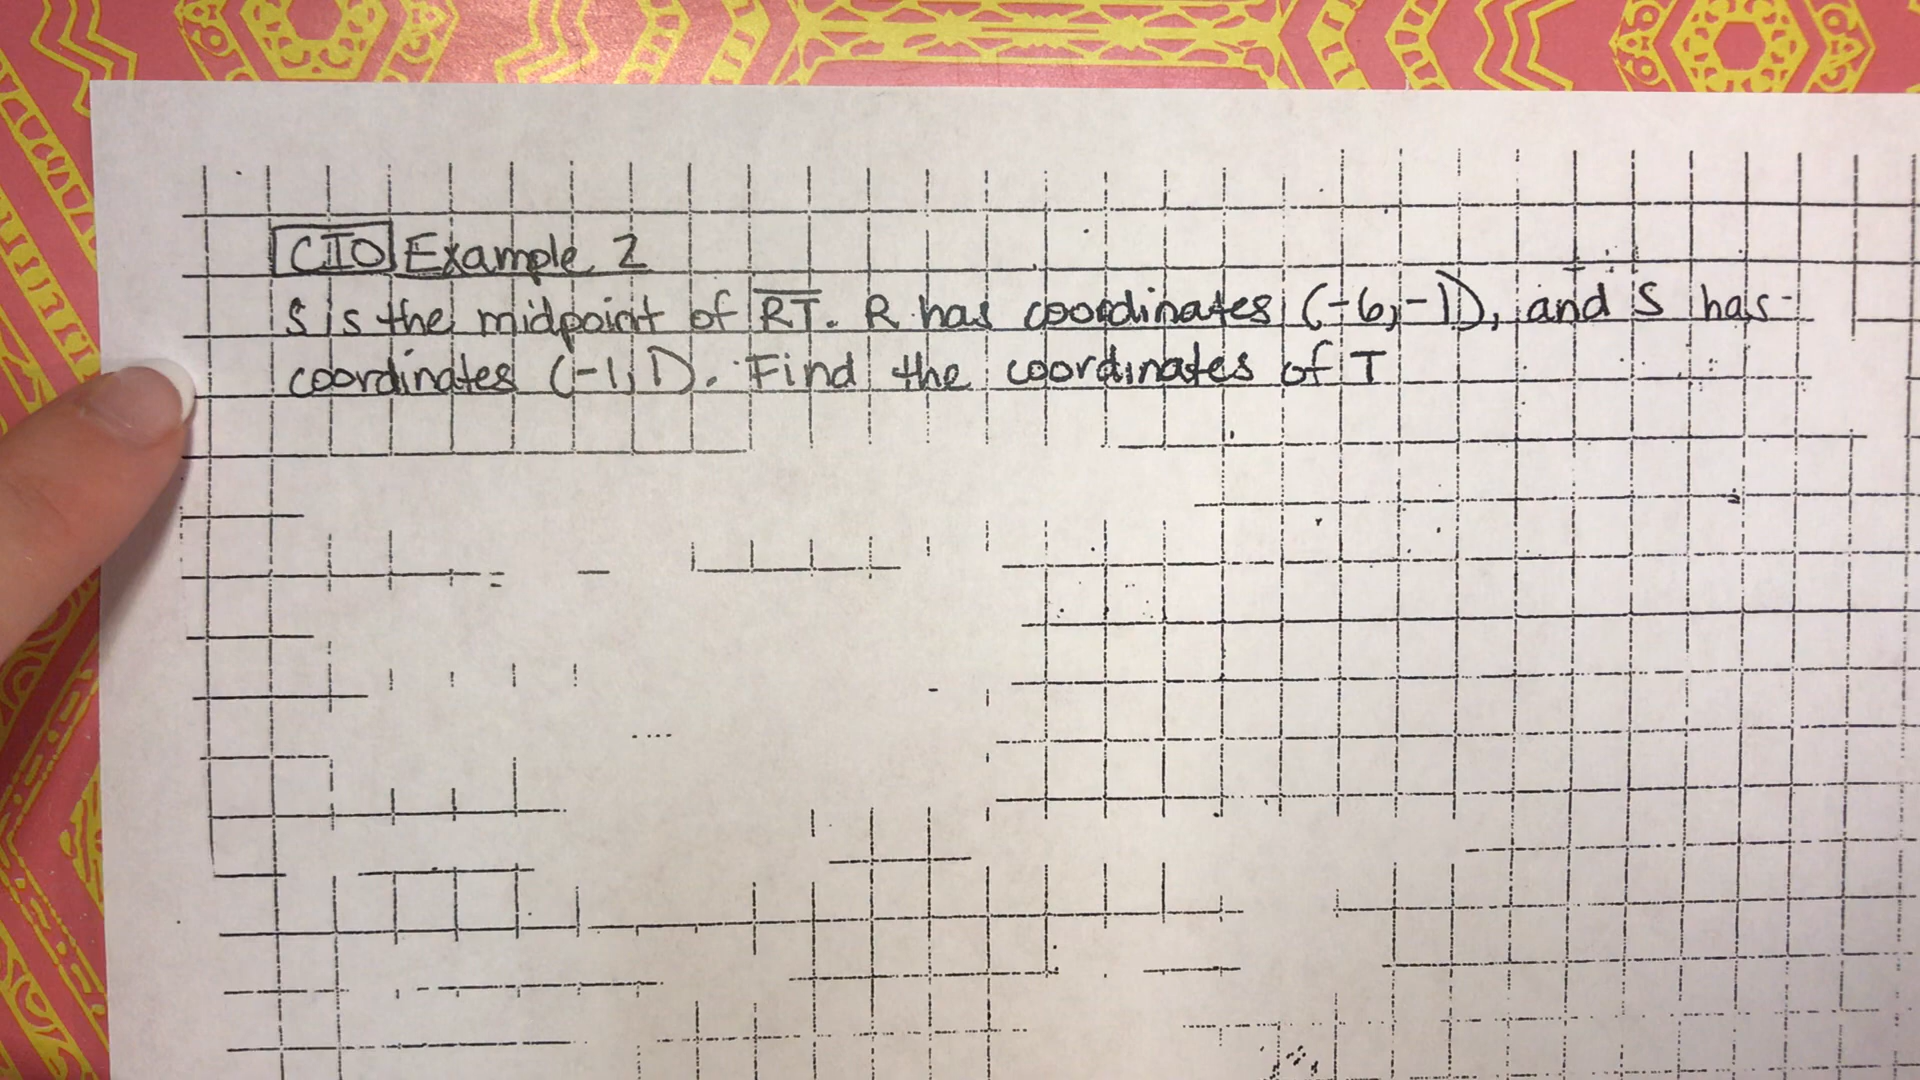 CIO Example 2
S is the midpoint of RT. R has coordinates (-6,-1), and S has
coordinates (-1,1). Find the coordinates of T